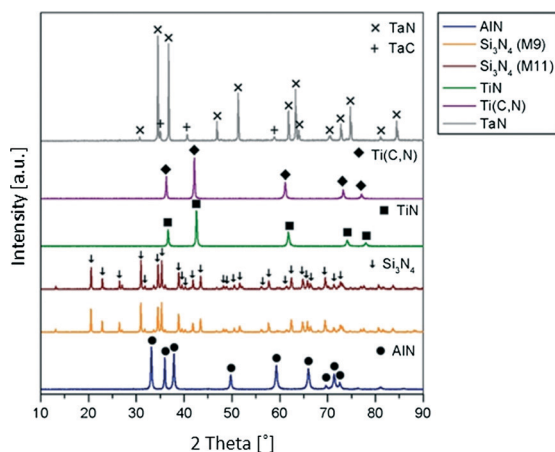 × TaN
+ TaC
◆ Ti(C,N)
■ TiN
↓ Si₃N₄
● AlN
Intensity [a.u.]
10 20 30 40 50 60 70 80 90
2 Theta [°]
AlN
Si₃N₄ (M9)
Si₃N₄ (M11)
TiN
Ti(C,N)
TaN